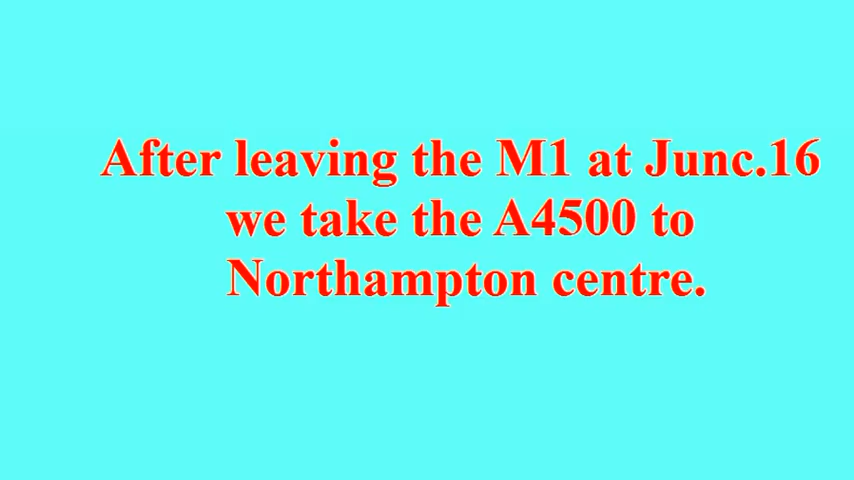 After leaving the M1 at Junc.16
we take the A4500 to
Northampton centre.